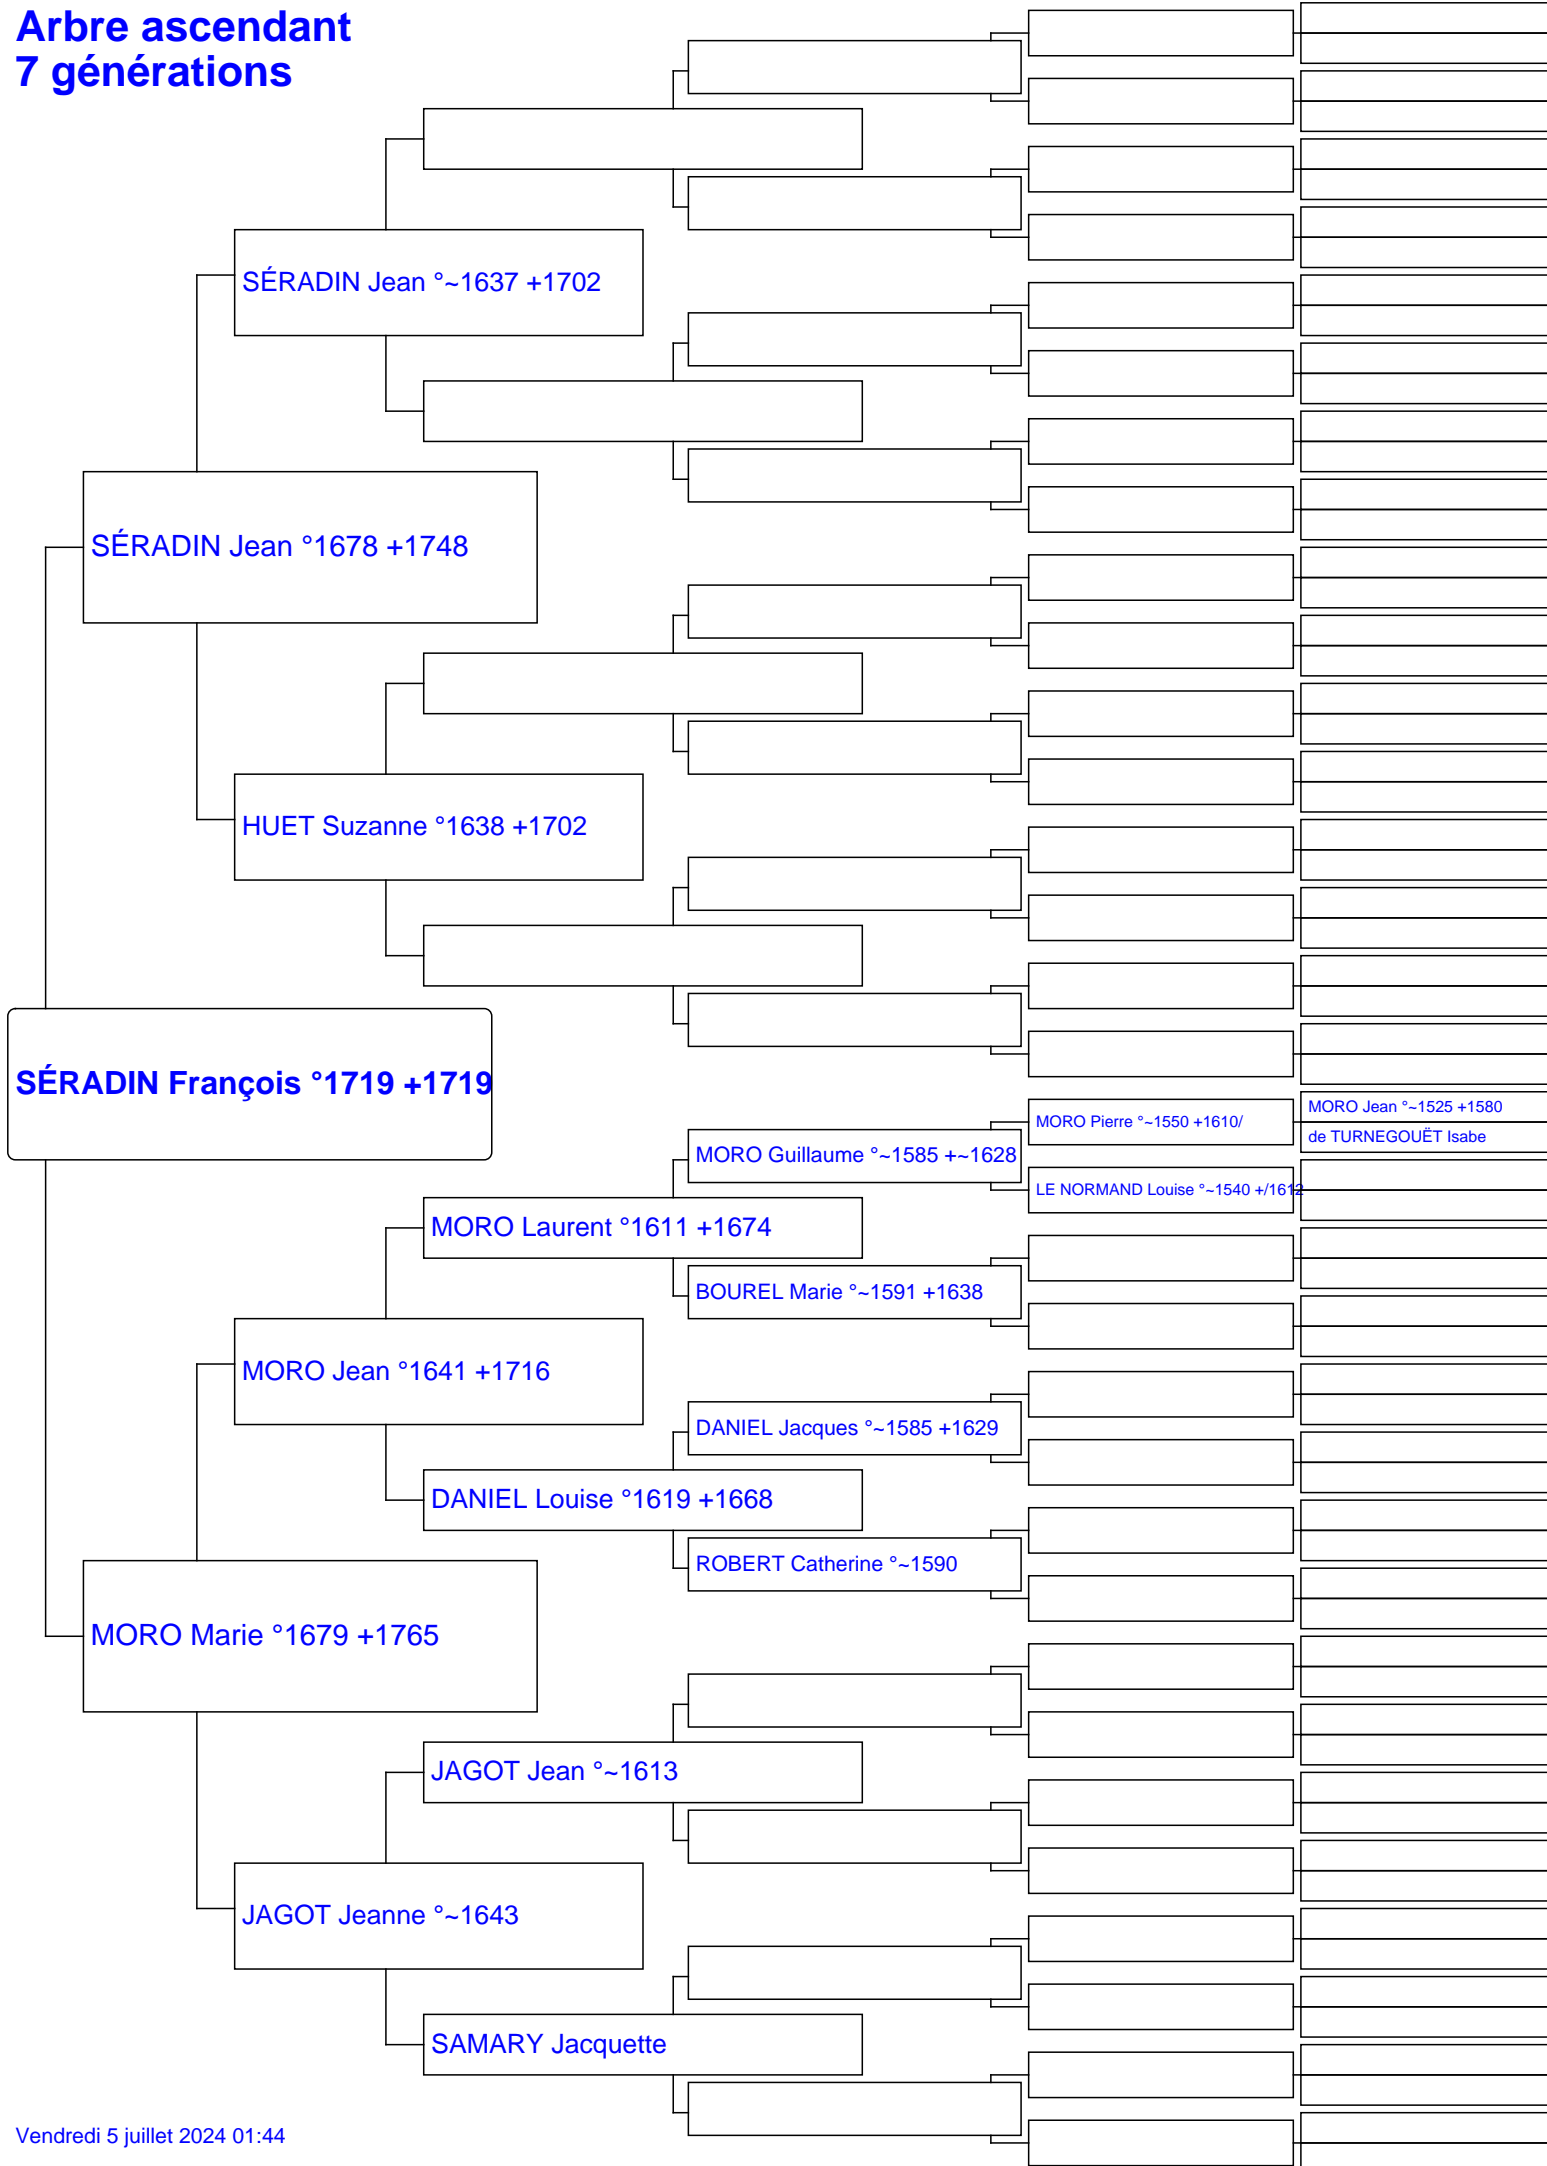 Arbre ascendant
7 générations
SÉRADIN Jean °~1637 +1702
SÉRADIN Jean °1678 +1748
HUET Suzanne °1638 +1702
SÉRADIN François °1719 +1719
MORO Jean °~1525 +1580
MORO Pierre °~1550 +1610/
de TURNEGOUËT Isabe
MORO Guillaume °~1585 +~1628
LE NORMAND Louise °~1540 +/1612
MORO Laurent °1611 +1674
BOUREL Marie °~1591 +1638
MORO Jean °1641 +1716
DANIEL Jacques °~1585 +1629
DANIEL Louise °1619 +1668
ROBERT Catherine °~1590
MORO Marie °1679 +1765
JAGOT Jean °~1613
JAGOT Jeanne °~1643
SAMARY Jacquette
Vendredi 5 juillet 2024 01:44